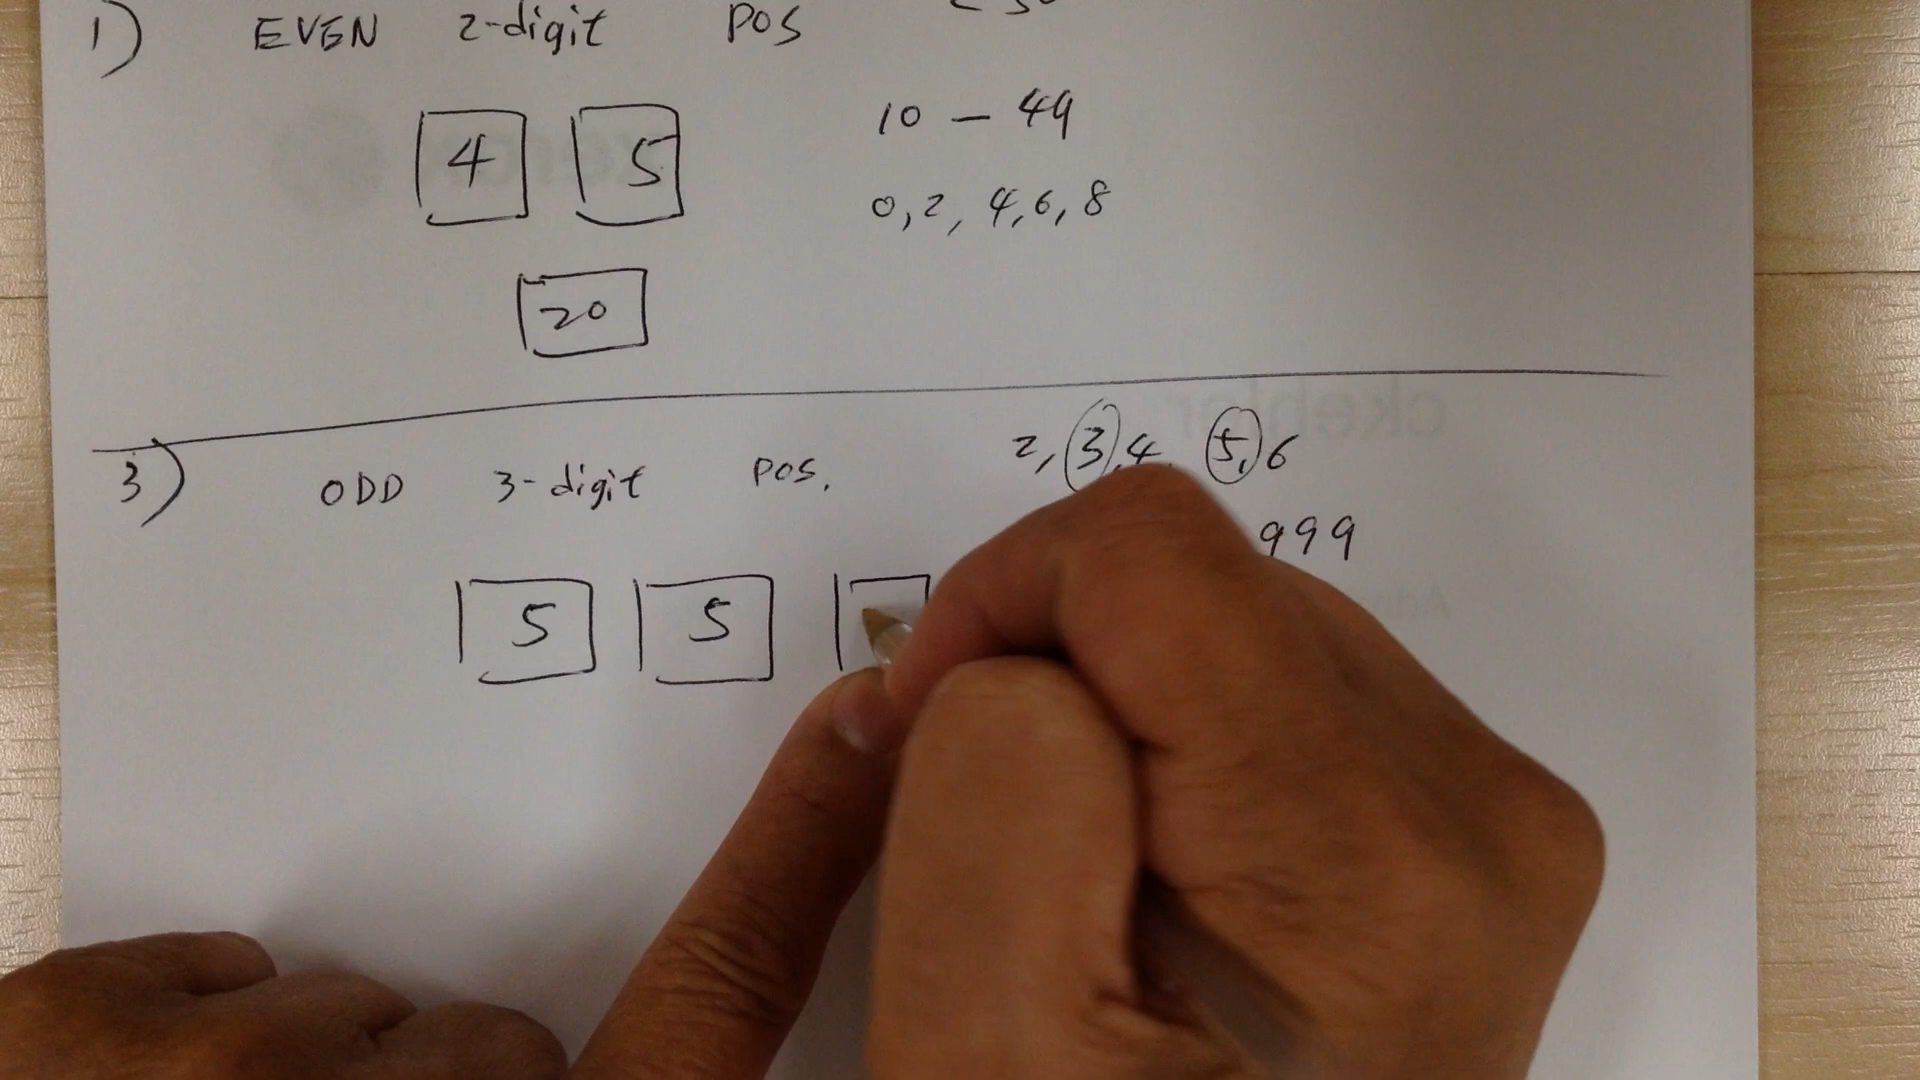 1) EVEN 2-digit POS
10 — 49
4 5
0, 2, 4, 6, 8
20
3) ODD 3-digit POS. 2, 3, 4, 5, 6
999
5 5